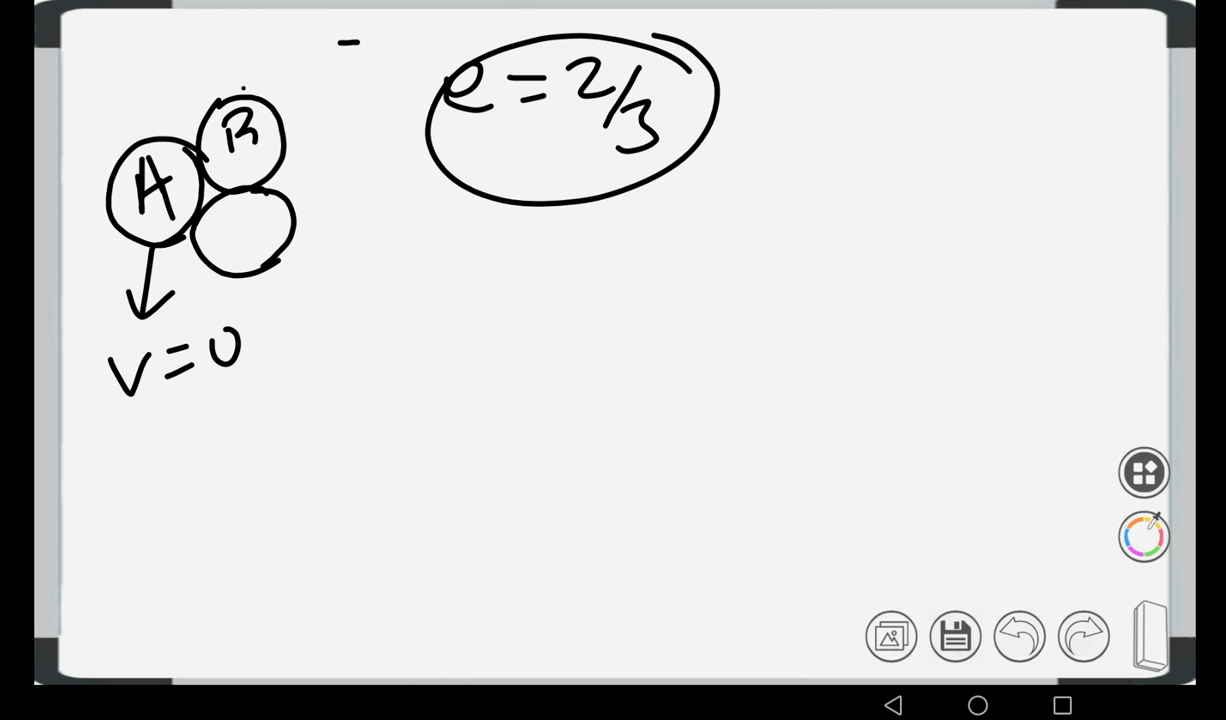 e = 2/3
B
A
v = 0